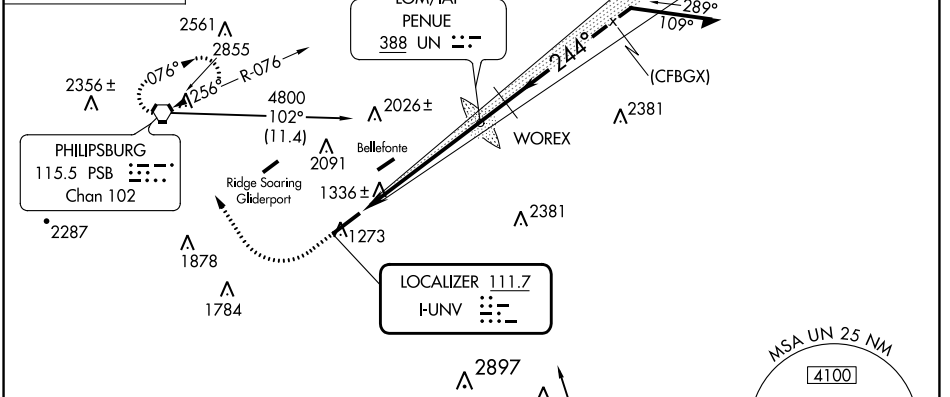 LOM/IAF
PENUE
388 UN
289°
109°
244°
(CFBGX)
WOREX
2561
2855
076°
256°
R-076
2356 ±
4800
102°
(11.4)
2026 ±
2381
PHILIPSBURG
115.5 PSB
Chan 102
2091
Bellefonte
Ridge Soaring
Gliderport
1336 ±
2287
1273
2381
1878
1784
LOCALIZER 111.7
I-UNV
2897
MSA UN 25 NM
4100